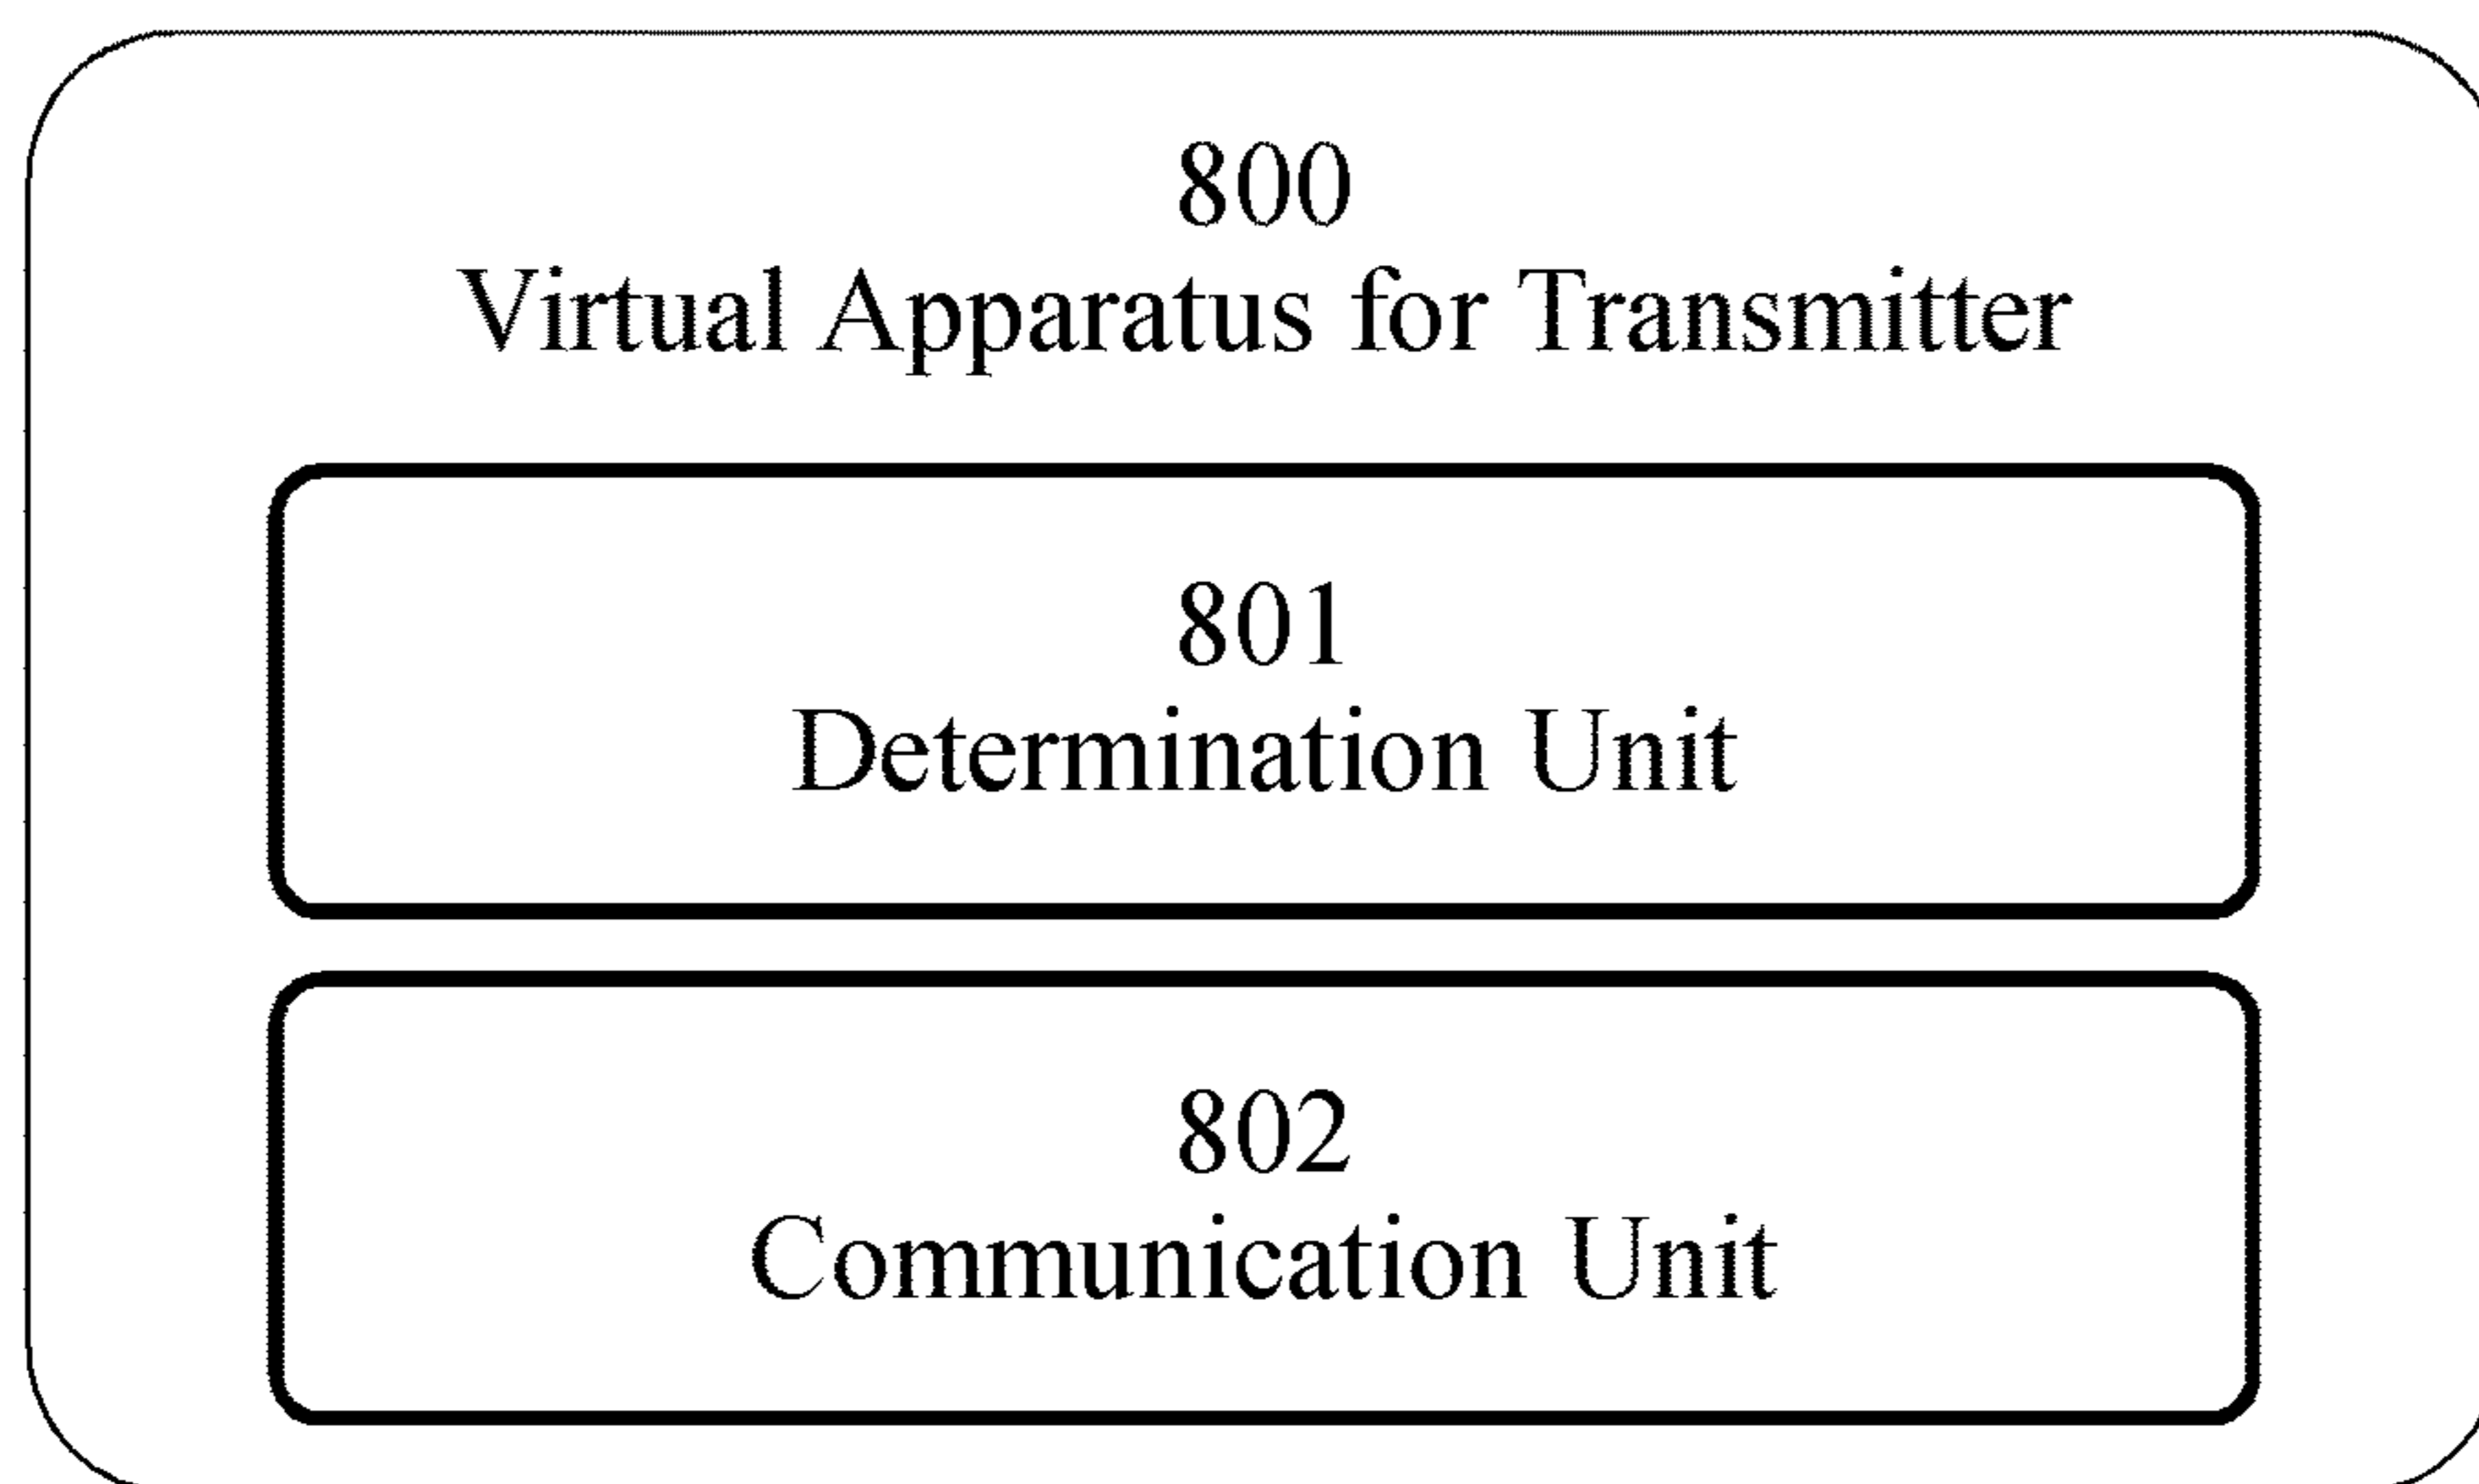 800
Virtual Apparatus for Transmitter
801
Determination Unit
802
Communication Unit